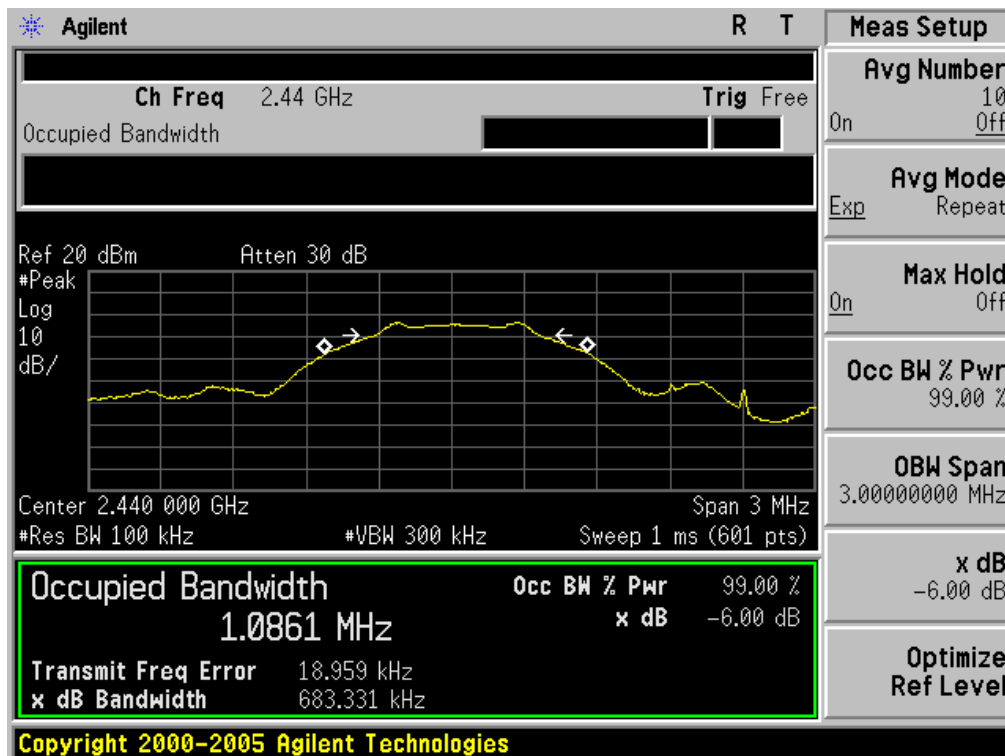 Agilent R T
Ch Freq 2.44 GHz Trig Free
Occupied Bandwidth
Ref 20 dBm Atten 30 dB
#Peak
Log
10
dB/
Center 2.440 000 GHz Span 3 MHz
#Res BW 100 kHz #VBW 300 kHz Sweep 1 ms (601 pts)
Occupied Bandwidth
1.0861 MHz
Occ BW % Pwr 99.00 %
x dB -6.00 dB
Transmit Freq Error 18.959 kHz
x dB Bandwidth 683.331 kHz
Copyright 2000-2005 Agilent Technologies
Meas Setup
Avg Number
10
On Off
Avg Mode
Exp Repeat
Max Hold
On Off
Occ BW % Pwr
99.00 %
OBW Span
3.00000000 MHz
x dB
-6.00 dB
Optimize
Ref Level